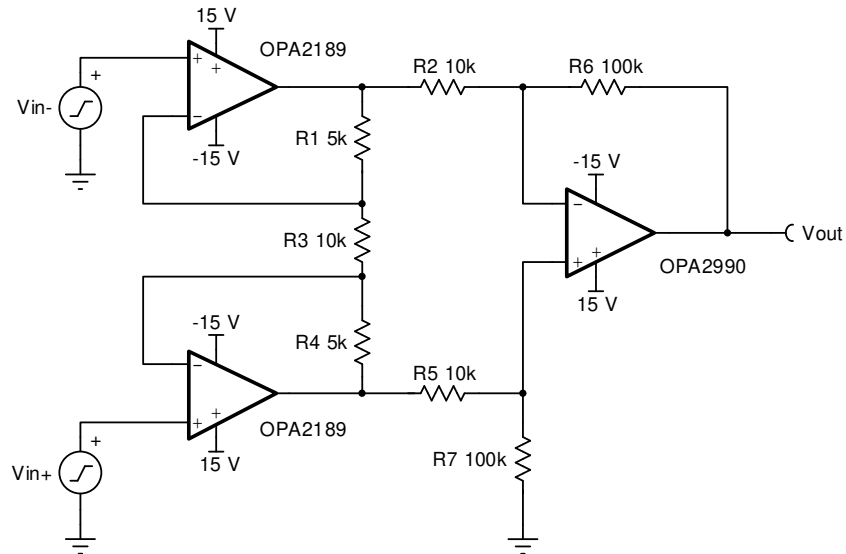 15 V
OPA2189
+
+
+
−
Vin-
-15 V
R2 10k
R6 100k
R1 5k
R3 10k
-15 V
−
+
+
OPA2990
15 V
Vout
-15 V
R4 5k
−
+
+
OPA2189
15 V
R5 10k
+
Vin+
R7 100k